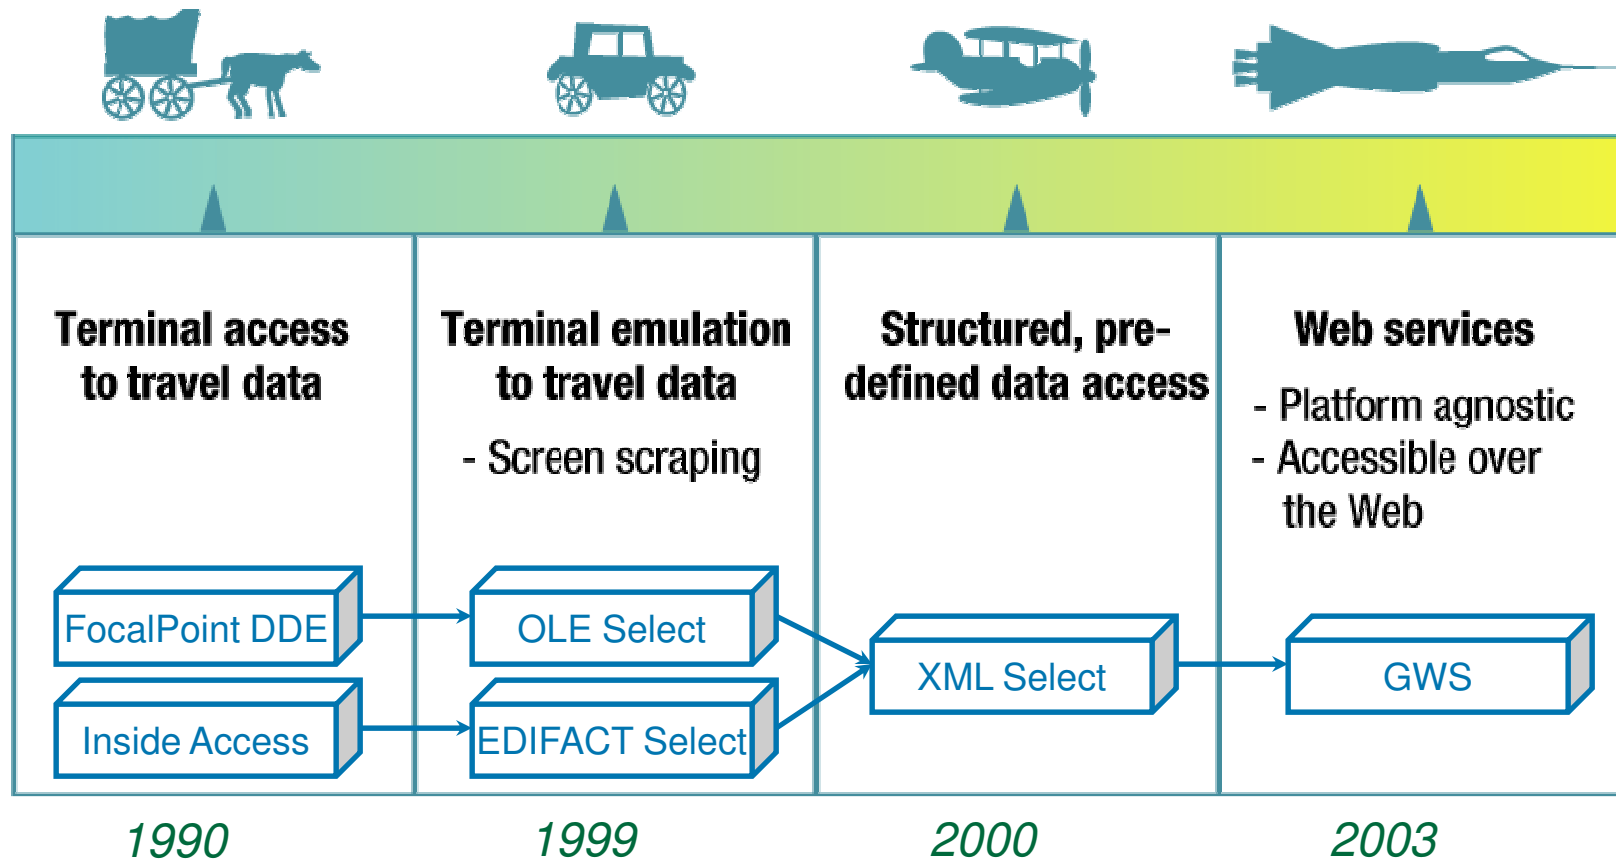 Terminal access
to travel data
Terminal emulation
to travel data
- Screen scraping
Structured, pre-
defined data access
Web services
- Platform agnostic
- Accessible over
the Web
FocalPoint DDE
OLE Select
Inside Access
EDIFACT Select
XML Select
GWS
1990
1999
2000
2003